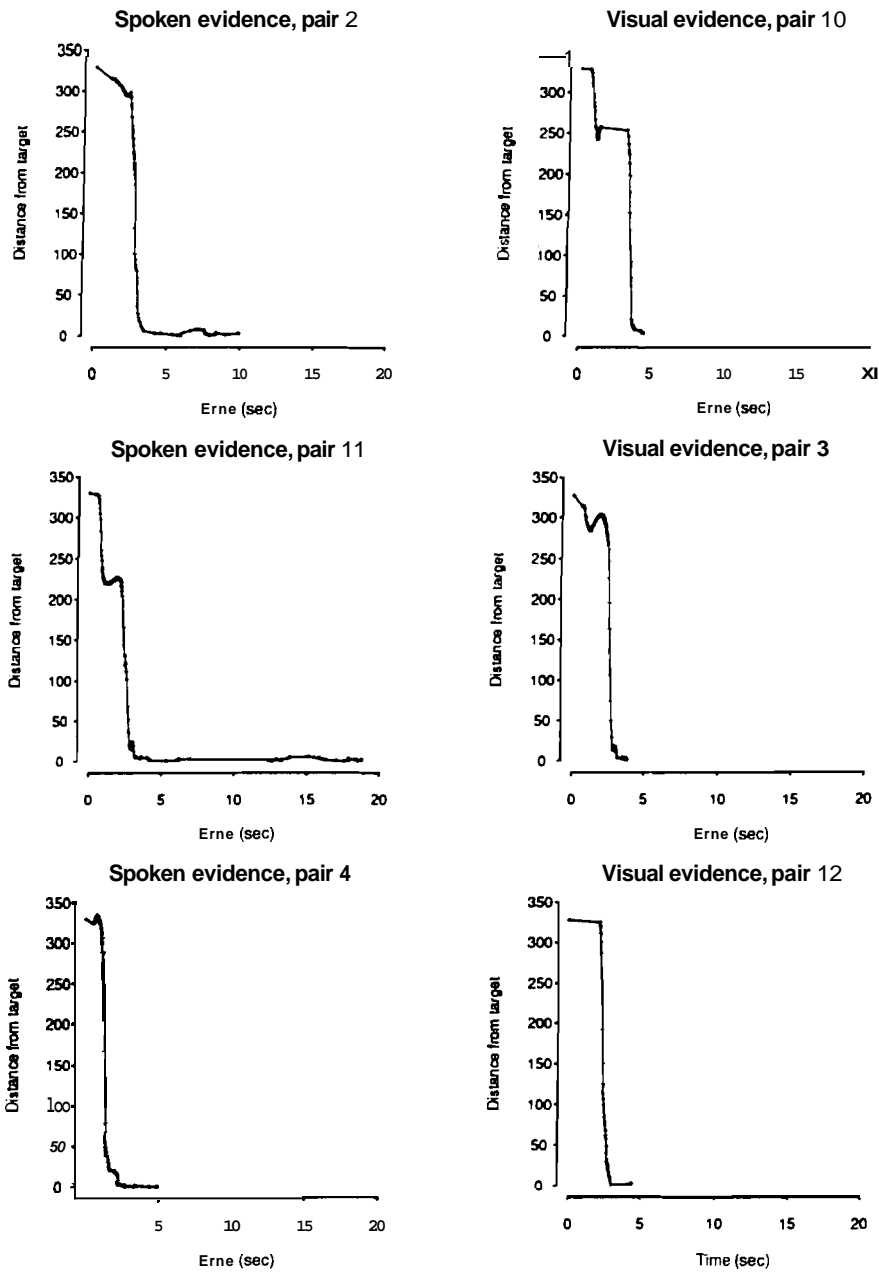 Spoken evidence, pair 2
350
300
250
200
150
100
50
0
Distance from target
0 5 10 15 20
Erne (sec)
Visual evidence, pair 10
300
250
200
150
100
50
0
Distance from target
0 5 10 15 XI
Erne (sec)
Spoken evidence, pair 11
350
300
250
200
150
100
50
0
Distance from target
0 5 10 15 20
Erne (sec)
Visual evidence, pair 3
350
300
250
200
150
100
50
0
Distance from target
0 5 10 15 20
Erne (sec)
Spoken evidence, pair 4
350
300
250
200
150
100
50
0
Distance from target
5 10 15 20
Erne (sec)
Visual evidence, pair 12
350
300
250
200
150
100
50
0
Distance from target
0 5 10 15 20
Time (sec)